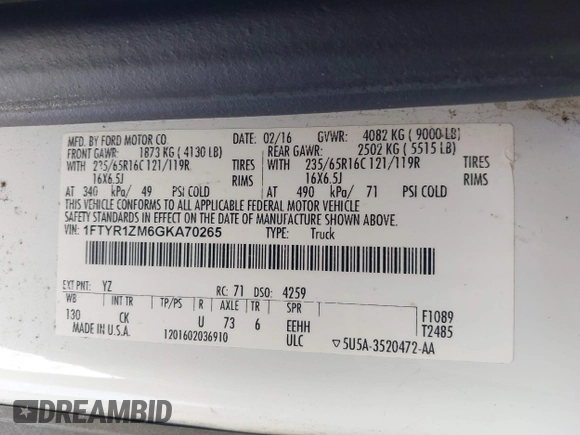 MFD. BY FORD MOTOR CO. DATE: 02/16 GVWR: 4082 KG ( 9000 LB)
FRONT GAWR: 1873 KG ( 4130 LB) REAR GAWR: 2502 KG ( 5515 LB)
WITH 235/65R16C 121/119R TIRES WITH 235/65R16C 121/119R TIRES
16X6.5J RIMS 16X6.5J RIMS
AT 340 kPa/ 49 PSI COLD AT 490 kPa/ 71 PSI COLD
THIS VEHICLE CONFORMS TO ALL APPLICABLE FEDERAL MOTOR VEHICLE
SAFETY STANDARDS IN EFFECT ON THE DATE OF MANUFACTURE SHOWN ABOVE.
VIN: 1FTYR1ZM6GKA70265 TYPE: Truck
EXT PNT: YZ RC: 71 DSO: 4259
WB INT TR TP/PS R AXLE TR SPR F1089
130 CK U 73 6 EEHH T2485
MADE IN U.S.A. 1201602036910 ULC ▽5U5A-3520472-AA
DREAMBID